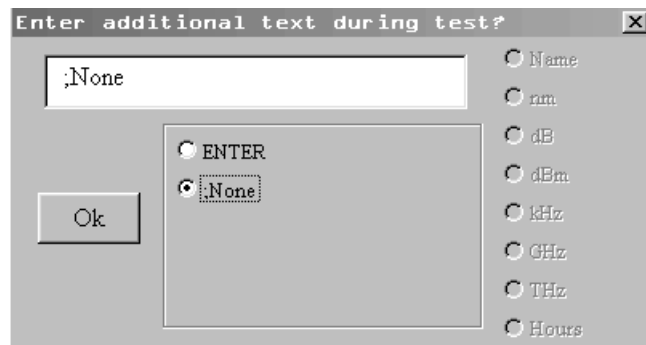 Enter additional text during test?
;None
ENTER
;None
Ok
Name
nm
dB
dBm
kHz
GHz
THz
Hours